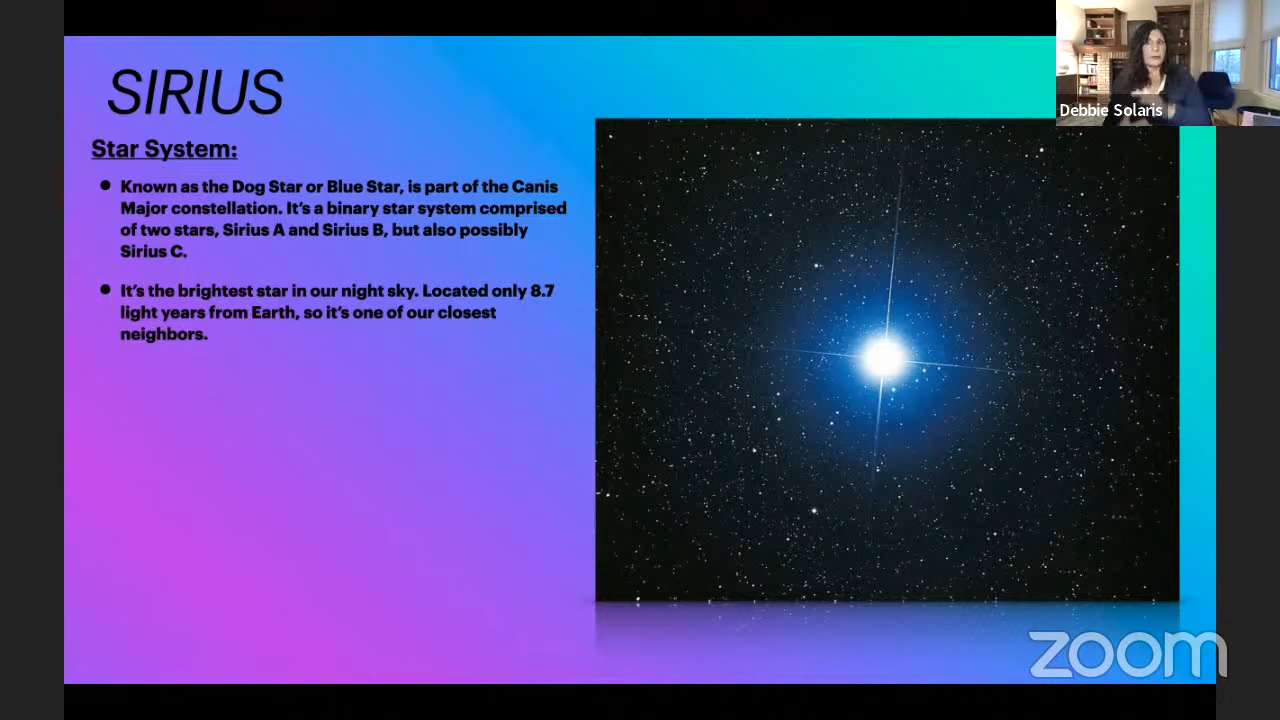 SIRIUS
Debbie Solaris
Star System:
● Known as the Dog Star or Blue Star, is part of the Canis
Major constellation. It's a binary star system comprised
of two stars, Sirius A and Sirius B, but also possibly
Sirius C.
● It's the brightest star in our night sky. Located only 8.7
light years from Earth, so it's one of our closest
neighbors.
zoom